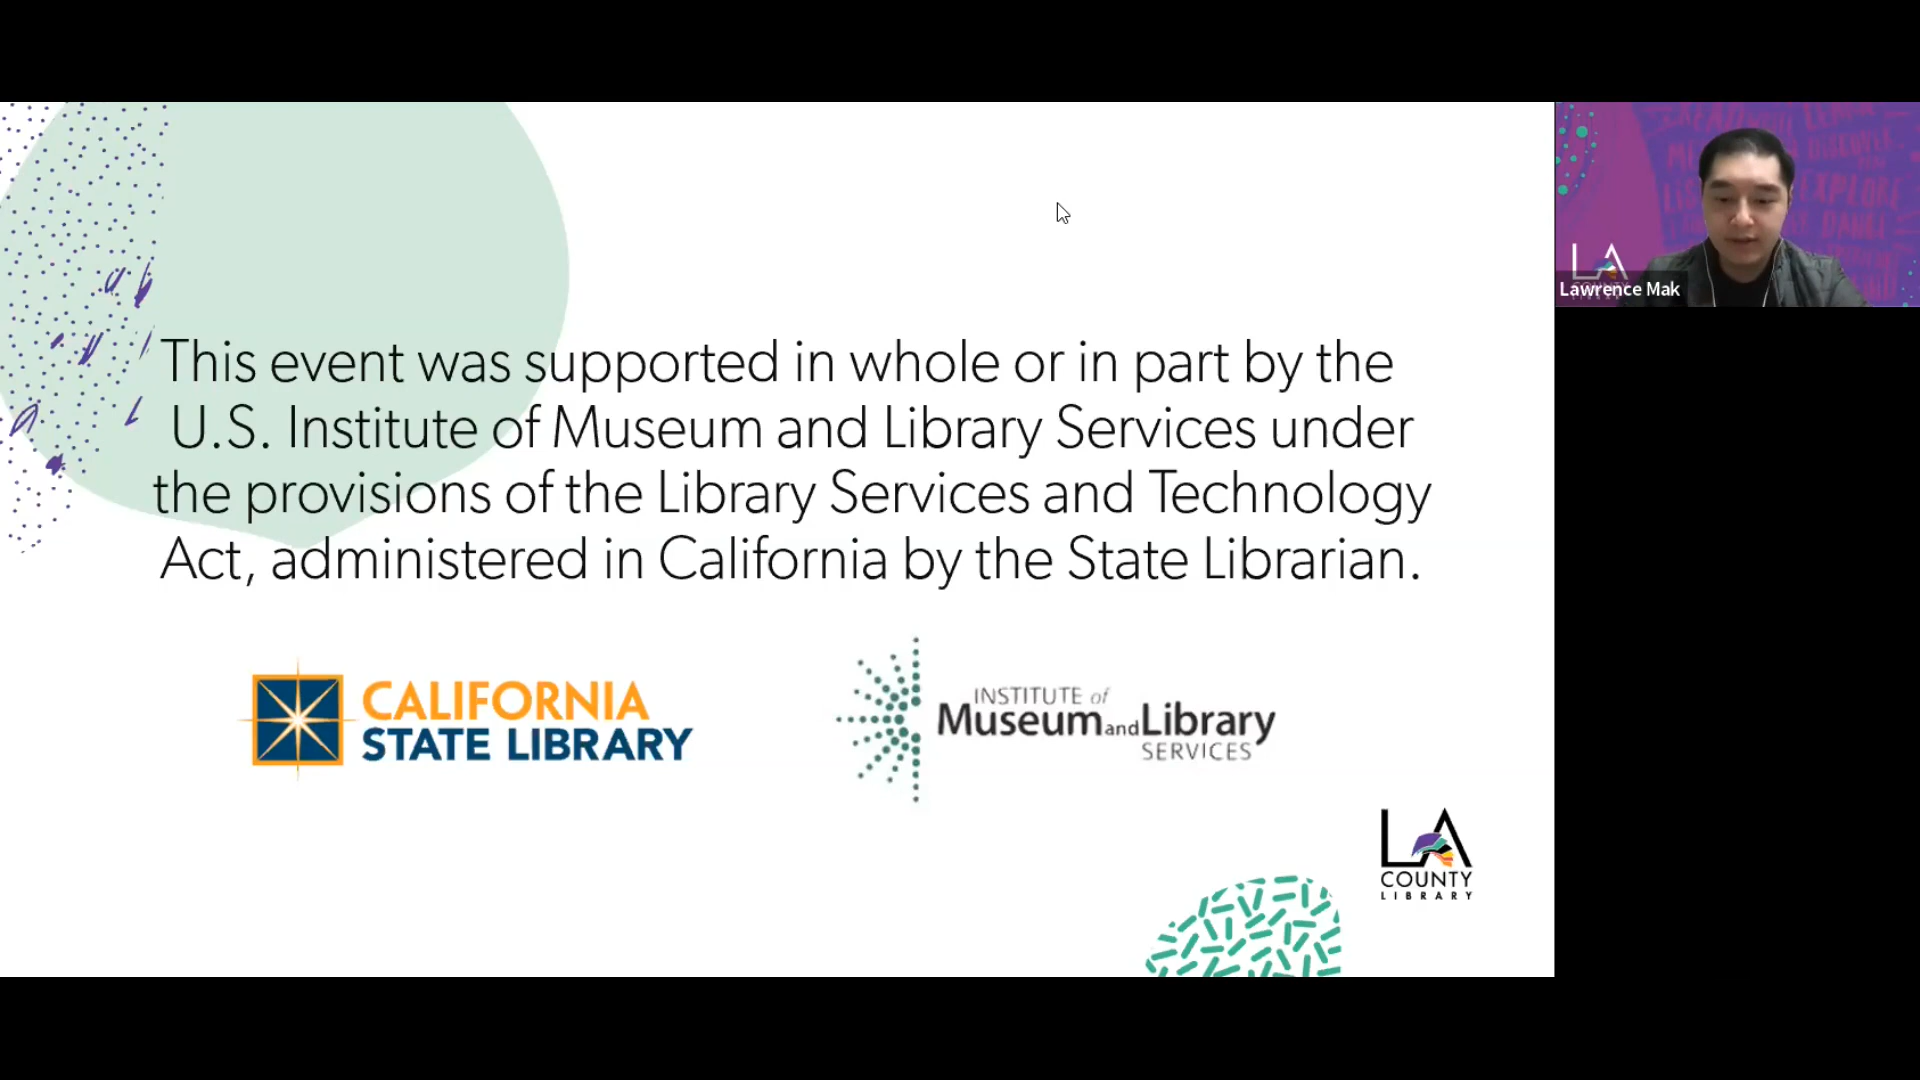 This event was supported in whole or in part by the
U.S. Institute of Museum and Library Services under
the provisions of the Library Services and Technology
Act, administered in California by the State Librarian.
CALIFORNIA
STATE LIBRARY
INSTITUTE of
Museum and Library
SERVICES
LA
COUNTY
LIBRARY
LA
Lawrence Mak
DISCOVER
EXPLORE